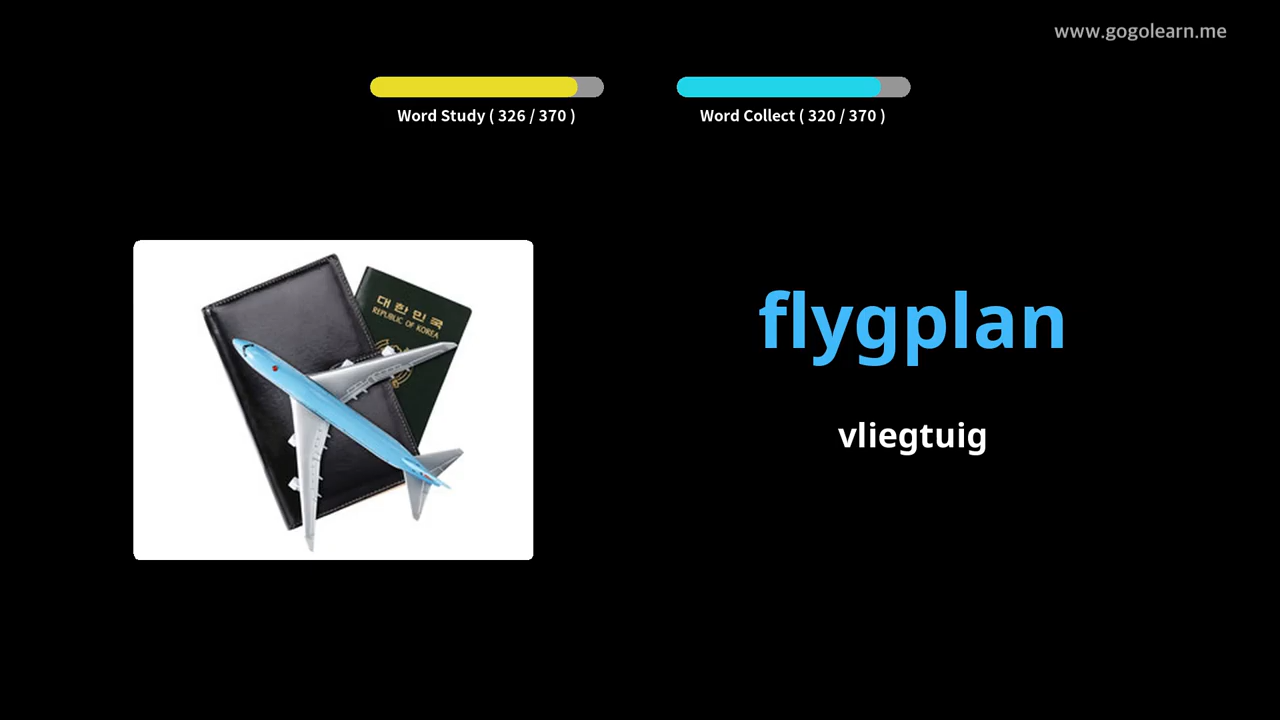 www.gogolearn.me
Word Study ( 326 / 370 )
Word Collect ( 320 / 370 )
대한민국
REPUBLIC OF KOREA
flygplan
vliegtuig